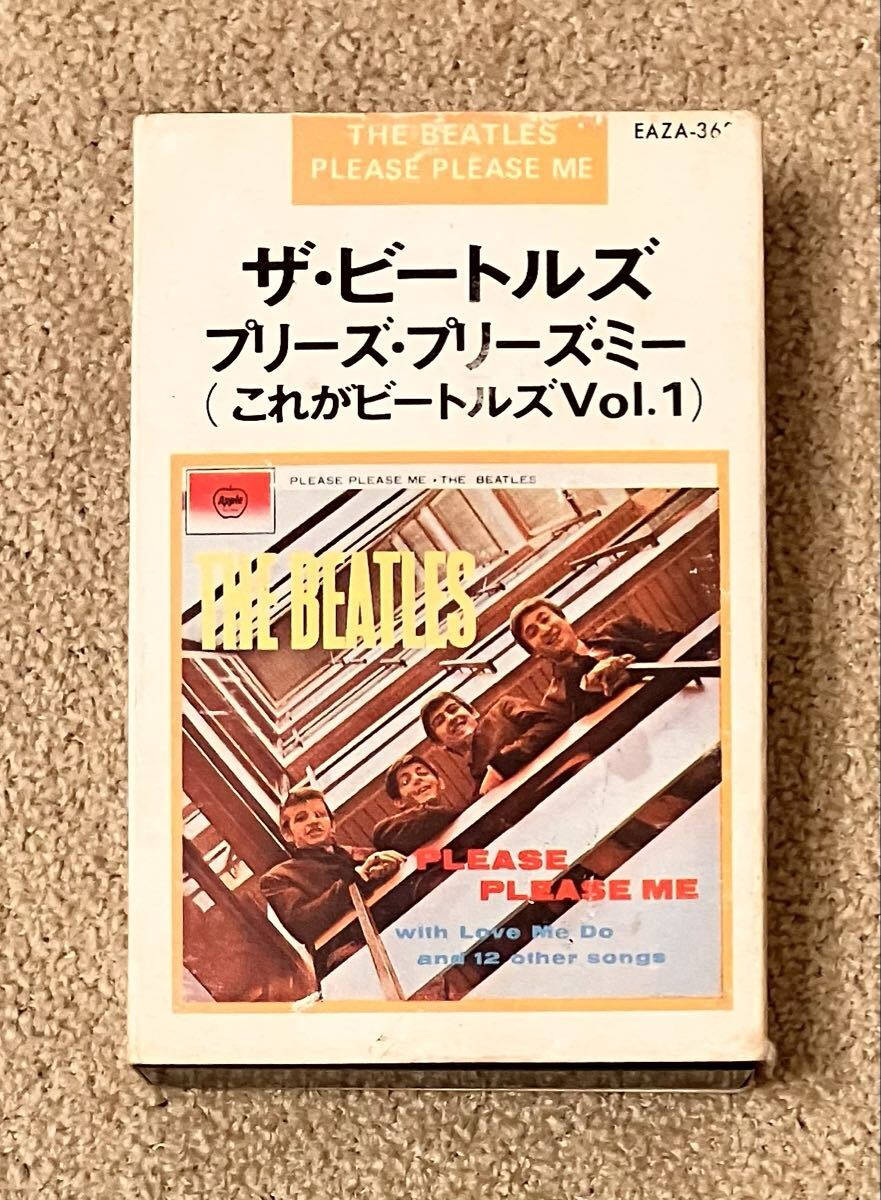 THE BEATLES
PLEASE PLEASE ME
EAZA-36
ザ・ビートルズ
プリーズ・プリーズ・ミー
(これがビートルズVol.1)
PLEASE PLEASE ME • THE BEATLES
Apple
THE BEATLES
PLEASE
PLEASE ME
with Love Me Do
and 12 other songs